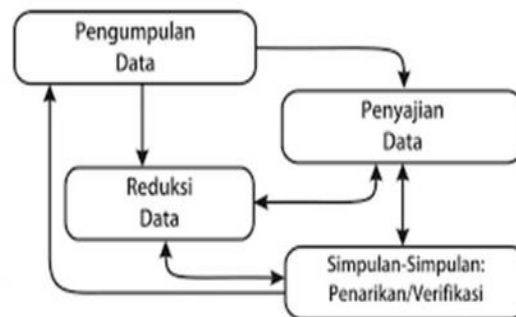 Pengumpulan
Data
Penyajian
Data
Reduksi
Data
Simpulan-Simpulan:
Penarikan/Verifikasi